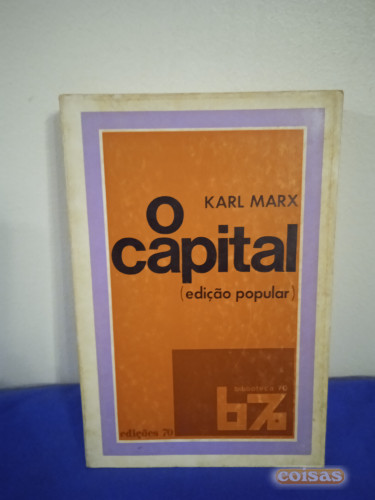 KARL MARX
o
capital
(edição popular)
biblioteca 70
b70
edições 70
coisas